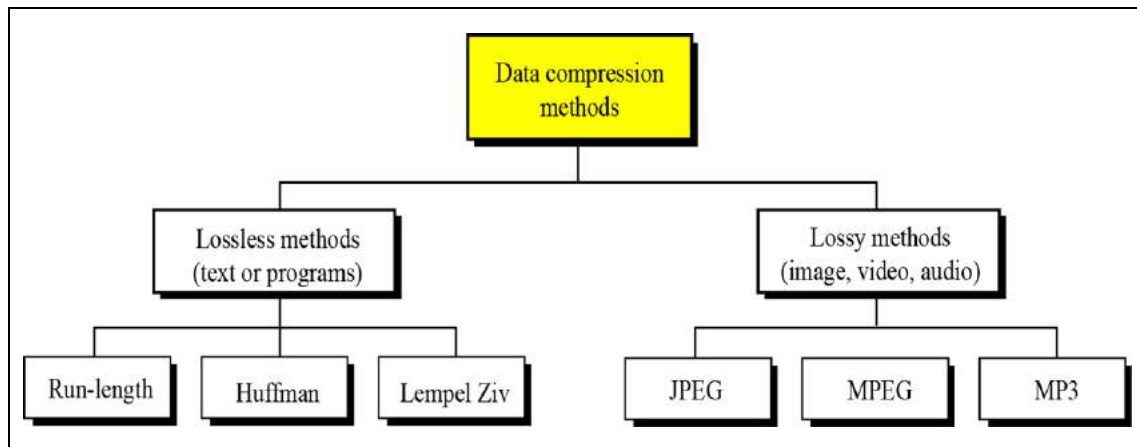 Data compression
methods
Lossless methods
(text or programs)
Lossy methods
(image, video, audio)
Run-length
Huffman
Lempel Ziv
JPEG
MPEG
MP3